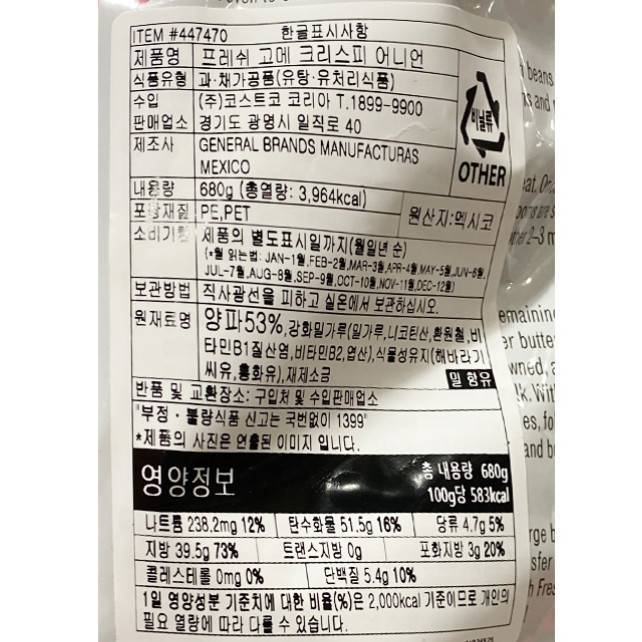 ITEM #447470 한글표시사항
제품명 프레쉬 고메 크리스피 어니언
식품유형 과·채가공품(유탕·유처리식품)
수입 (주)코스트코 코리아 T.1899-9900
판매업소 경기도 광명시 일직로 40
제조사 GENERAL BRANDS MANUFACTURAS
MEXICO
비닐류
OTHER
내용량 680g (총열량: 3,964kcal)
포장재질 PE,PET 원산지:멕시코
소비기한 제품의 별도표시일까지(월일년 순)
(*월 읽는법: JAN-1월,FEB-2월,MAR-3월,APR-4월 MAY-5월,JUN-6월,
JUL-7월,AUG-8월,SEP-9월,OCT-10월,NOV-11월,DEC-12월)
보관방법 직사광선을 피하고 실온에서 보관하십시오.
원재료명 양파53%,강화밀가루(밀가루,니코틴산,환원철,비
타민B1질산염,비타민B2,엽산),식물성유지(해바라기
씨유,홍화유),재제소금 밀 함유
반품 및 교환장소: 구입처 및 수입판매업소
"부정·불량식품 신고는 국번없이 1399"
*제품의 사진은 연출된 이미지 입니다.
영양정보 총 내용량 680g
100g당 583kcal
나트륨 238.2mg 12% 탄수화물 51.5g 16% 당류 4.7g 5%
지방 39.5g 73% 트랜스지방 0g 포화지방 3g 20%
콜레스테롤 0mg 0% 단백질 5.4g 10%
1일 영양성분 기준치에 대한 비율(%)은 2,000kcal 기준이므로 개인의
필요 열량에 따라 다를 수 있습니다.
beans
and
eat.
2-3 m
emaining
er butte
wned, a
k. Wit
es, fo
and b
rge b
sfer
h Fres